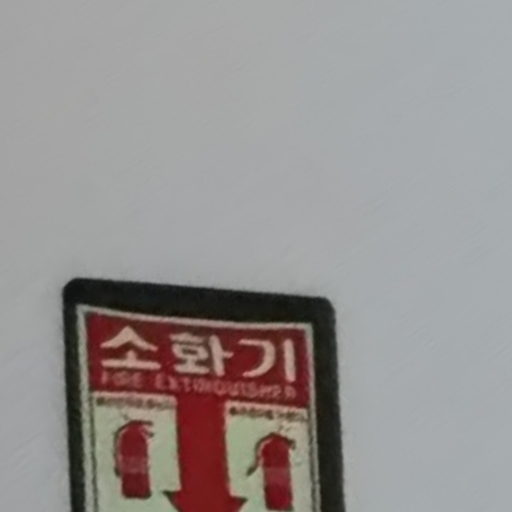 소화기
FIRE EXTINGUISHER